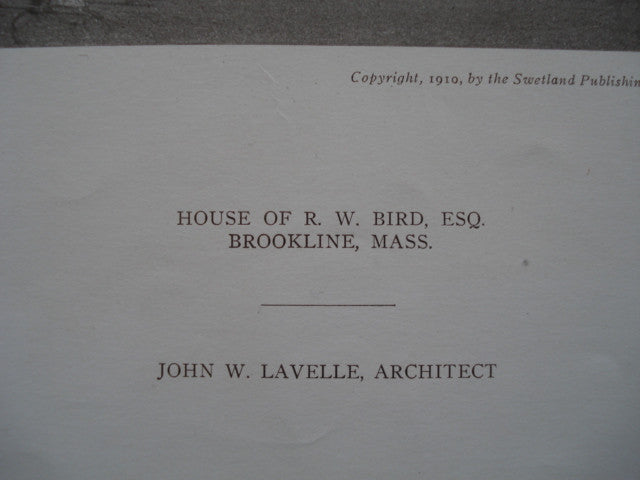 Copyright, 1910, by the Swetland
HOUSE OF R. W. BIRD, ESQ.
BROOKLINE, MASS.
JOHN W. LAVELLE, ARCHITECT